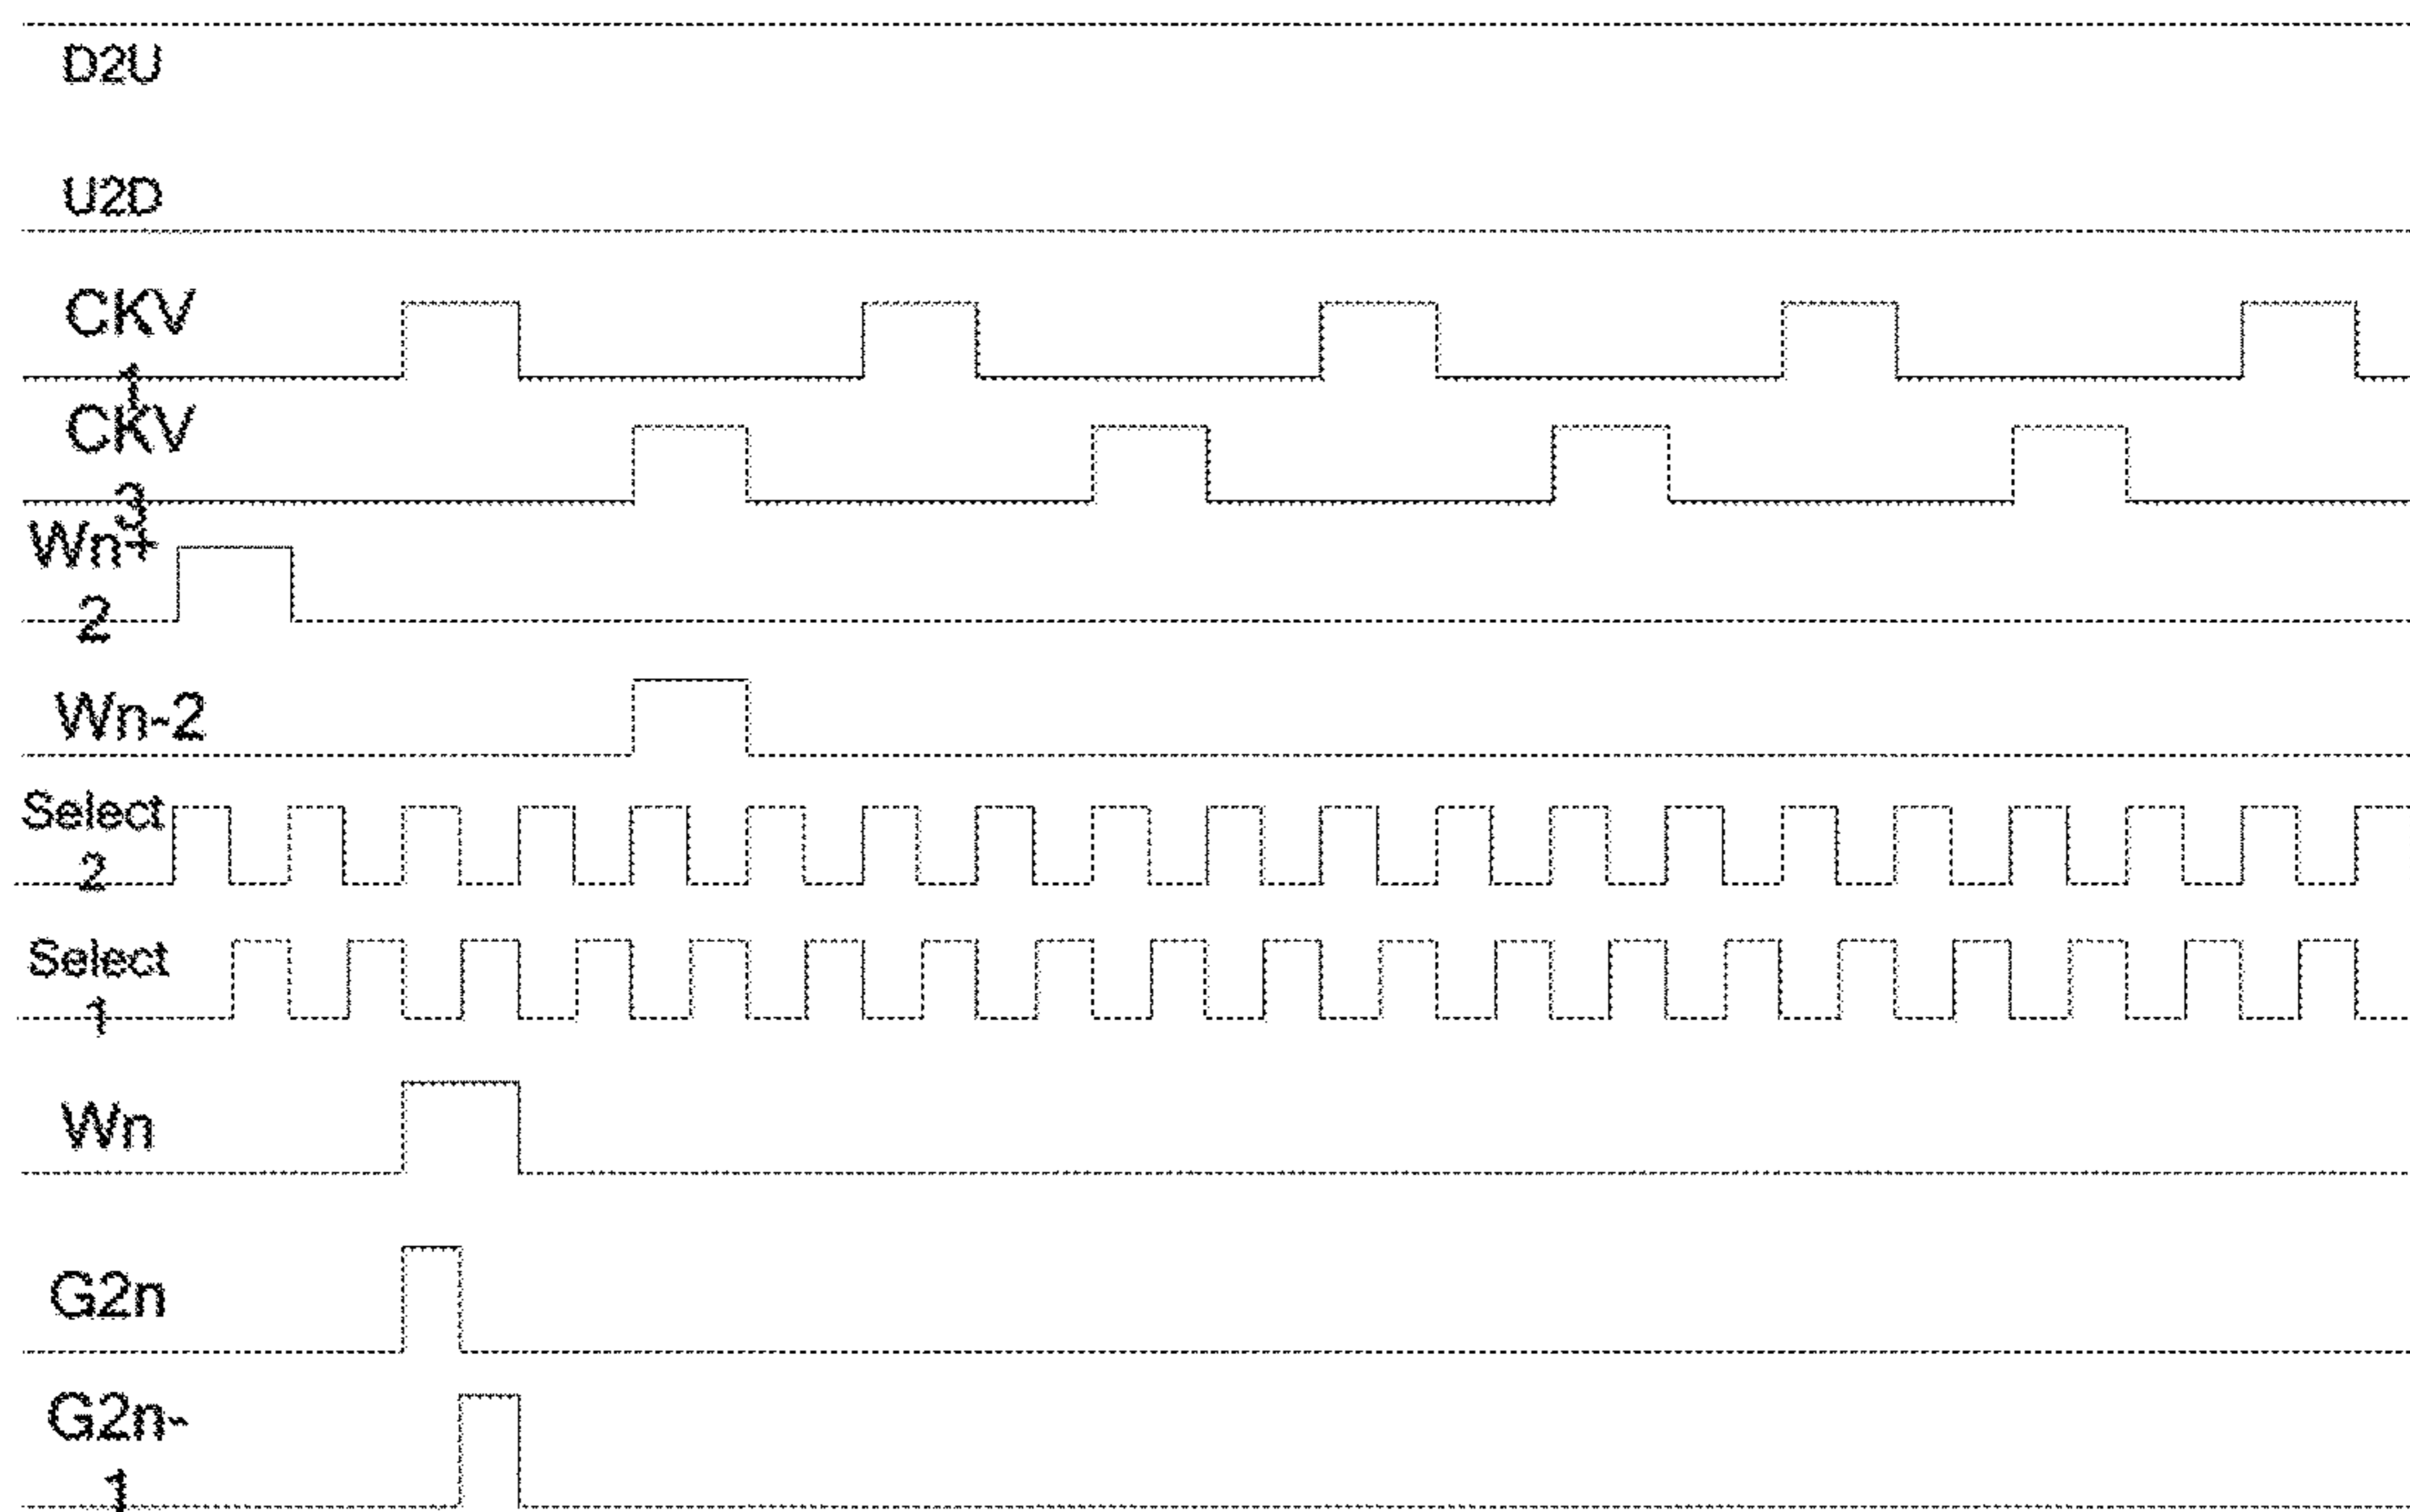 D2U
U2D
CKV
1
CKV
3
Wn+
2
Wn-2
Select
2
Select
1
Wn
G2n
G2n-
1